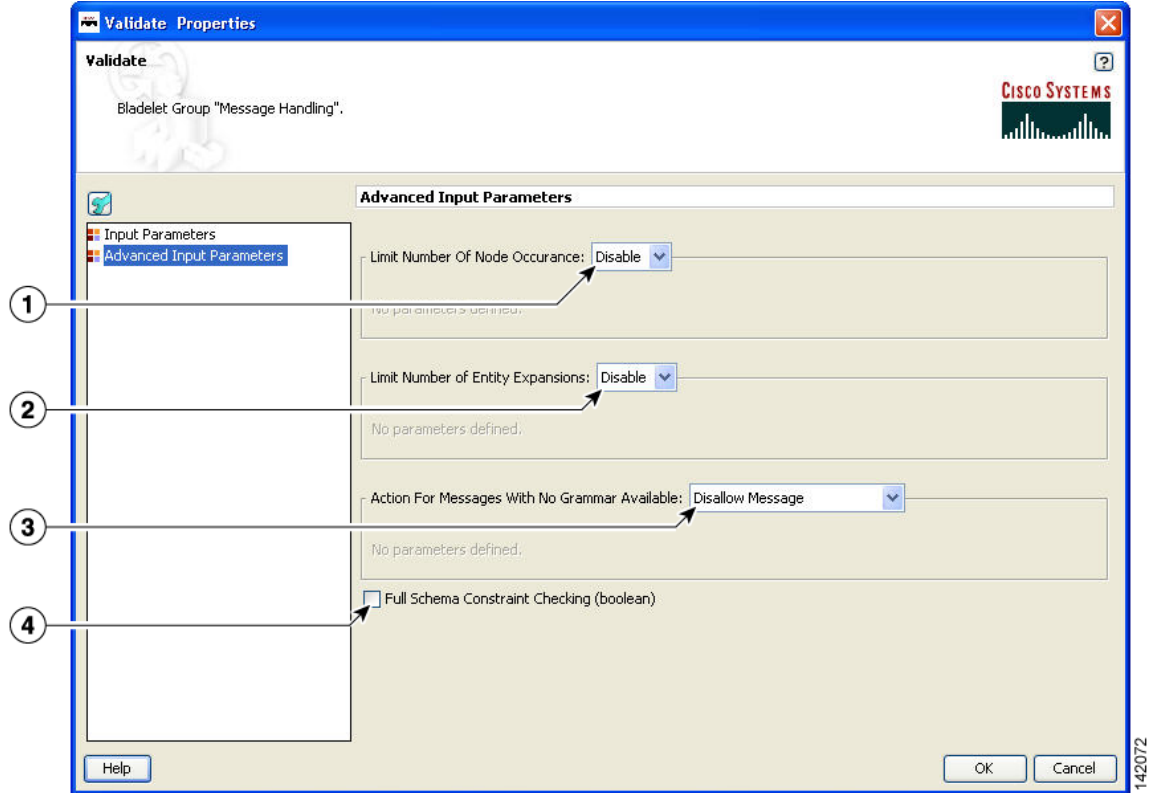 Validate Properties
Validate
?
Bladelet Group "Message Handling".
CISCO SYSTEMS
Advanced Input Parameters
Input Parameters
Advanced Input Parameters
Limit Number Of Node Occurance: Disable
1
No parameters defined.
Limit Number of Entity Expansions: Disable
2
No parameters defined.
Action For Messages With No Grammar Available: Disallow Message
3
No parameters defined.
Full Schema Constraint Checking (boolean)
4
Help
OK
Cancel
142072